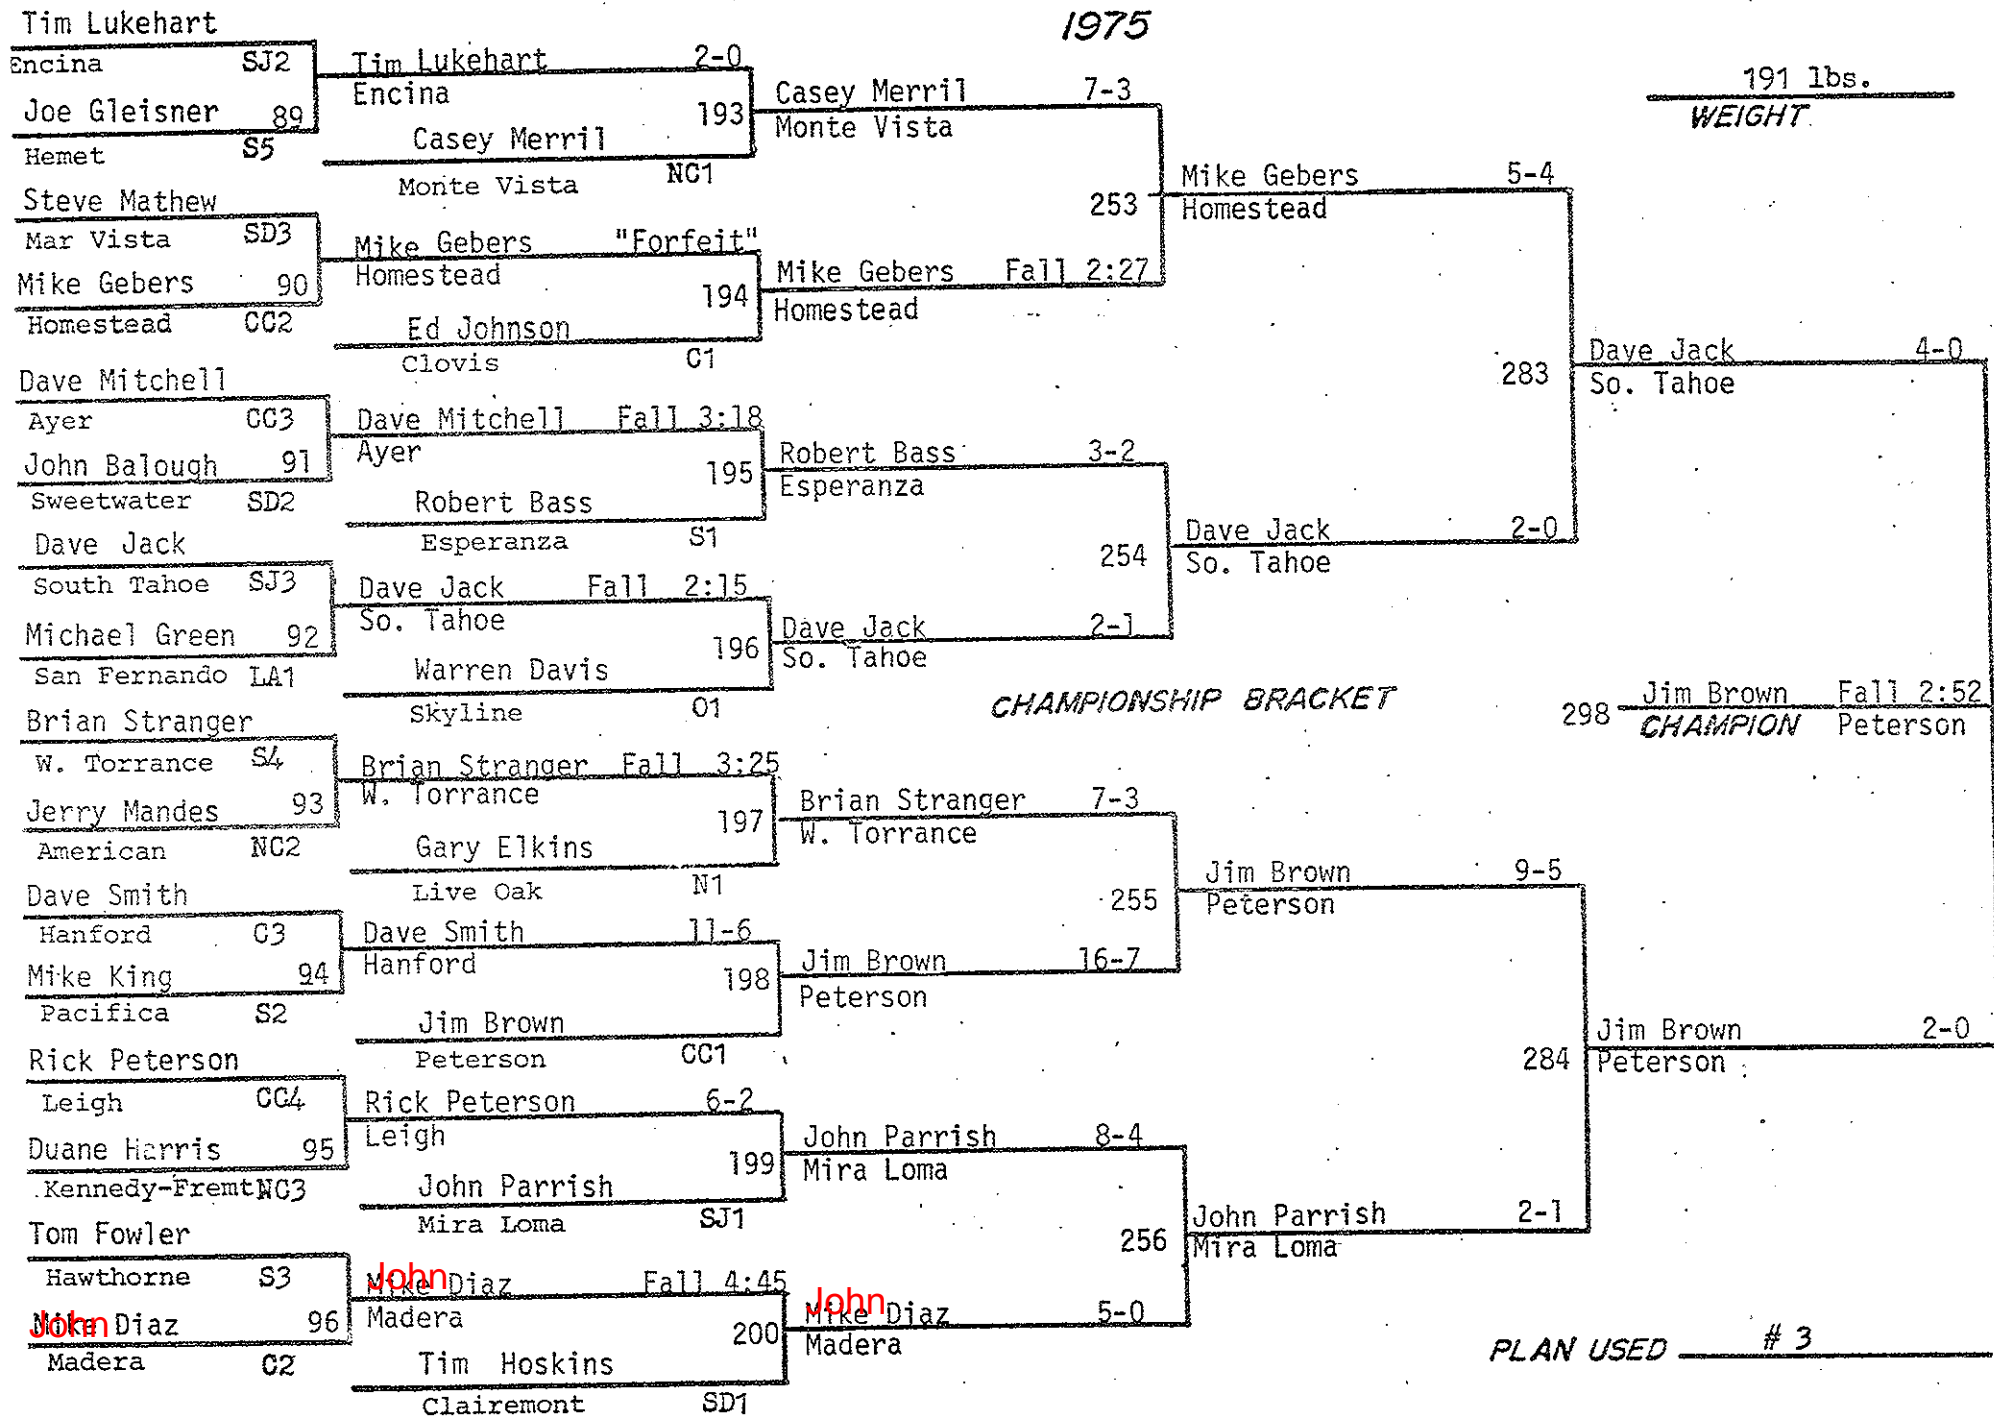 1975
191 lbs.
WEIGHT
Tim Lukehart
Encina SJ2
Joe Gleisner 89
Hemet S5
Steve Mathew
Mar Vista SD3
Mike Gebers 90
Homestead CC2
Dave Mitchell
Ayer CC3
John Balough 91
Sweetwater SD2
Dave Jack
South Tahoe SJ3
Michael Green 92
San Fernando LA1
Brian Stranger
W. Torrance S4
Jerry Mandes 93
American NC2
Dave Smith
Hanford C3
Mike King 94
Pacifica S2
Rick Peterson
Leigh CC4
Duane Harris 95
Kennedy-Fremt NC3
Tom Fowler
Hawthorne S3
John Diaz 96
Madera C2
Tim Lukehart 2-0
Encina
193
Casey Merril
Monte Vista NC1
Mike Gebers "Forfeit"
Homestead
194
Ed Johnson
Clovis C1
Dave Mitchell Fall 3:18
Ayer
195
Robert Bass
Esperanza S1
Dave Jack Fall 2:15
So. Tahoe
196
Warren Davis
Skyline O1
Brian Stranger Fall 3:25
W. Torrance
197
Gary Elkins
Live Oak N1
Dave Smith 11-6
Hanford
198
Jim Brown
Peterson CC1
Rick Peterson 6-2
Leigh
199
John Parrish
Mira Loma SJ1
John Mike Diaz Fall 4:45
Madera
200
Tim Hoskins
Clairemont SD1
Casey Merril 7-3
Monte Vista
253
Mike Gebers Fall 2:27
Homestead
Robert Bass 3-2
Esperanza
254
Dave Jack 2-1
So. Tahoe
CHAMPIONSHIP BRACKET
Brian Stranger 7-3
W. Torrance
255
Jim Brown 16-7
Peterson
John Parrish 8-4
Mira Loma
256
John Mike Diaz 5-0
Madera
Mike Gebers 5-4
Homestead
283
Dave Jack 2-0
So. Tahoe
Jim Brown 9-5
Peterson
284
John Parrish 2-1
Mira Loma
Dave Jack 4-0
So. Tahoe
298 Jim Brown Fall 2:52
CHAMPION Peterson
Jim Brown 2-0
Peterson
PLAN USED # 3